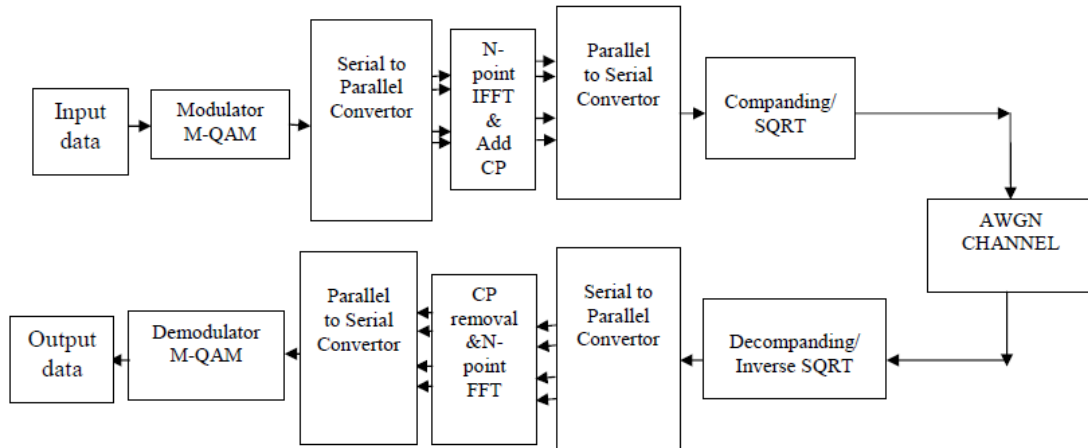 Input
data
Modulator
M-QAM
Serial to
Parallel
Convertor
N-
point
IFFT
&
Add
CP
Parallel
to Serial
Convertor
Companding/
SQRT
AWGN
CHANNEL
Decompanding/
Inverse SQRT
Serial to
Parallel
Convertor
CP
removal
&N-
point
FFT
Parallel
to Serial
Convertor
Demodulator
M-QAM
Output
data